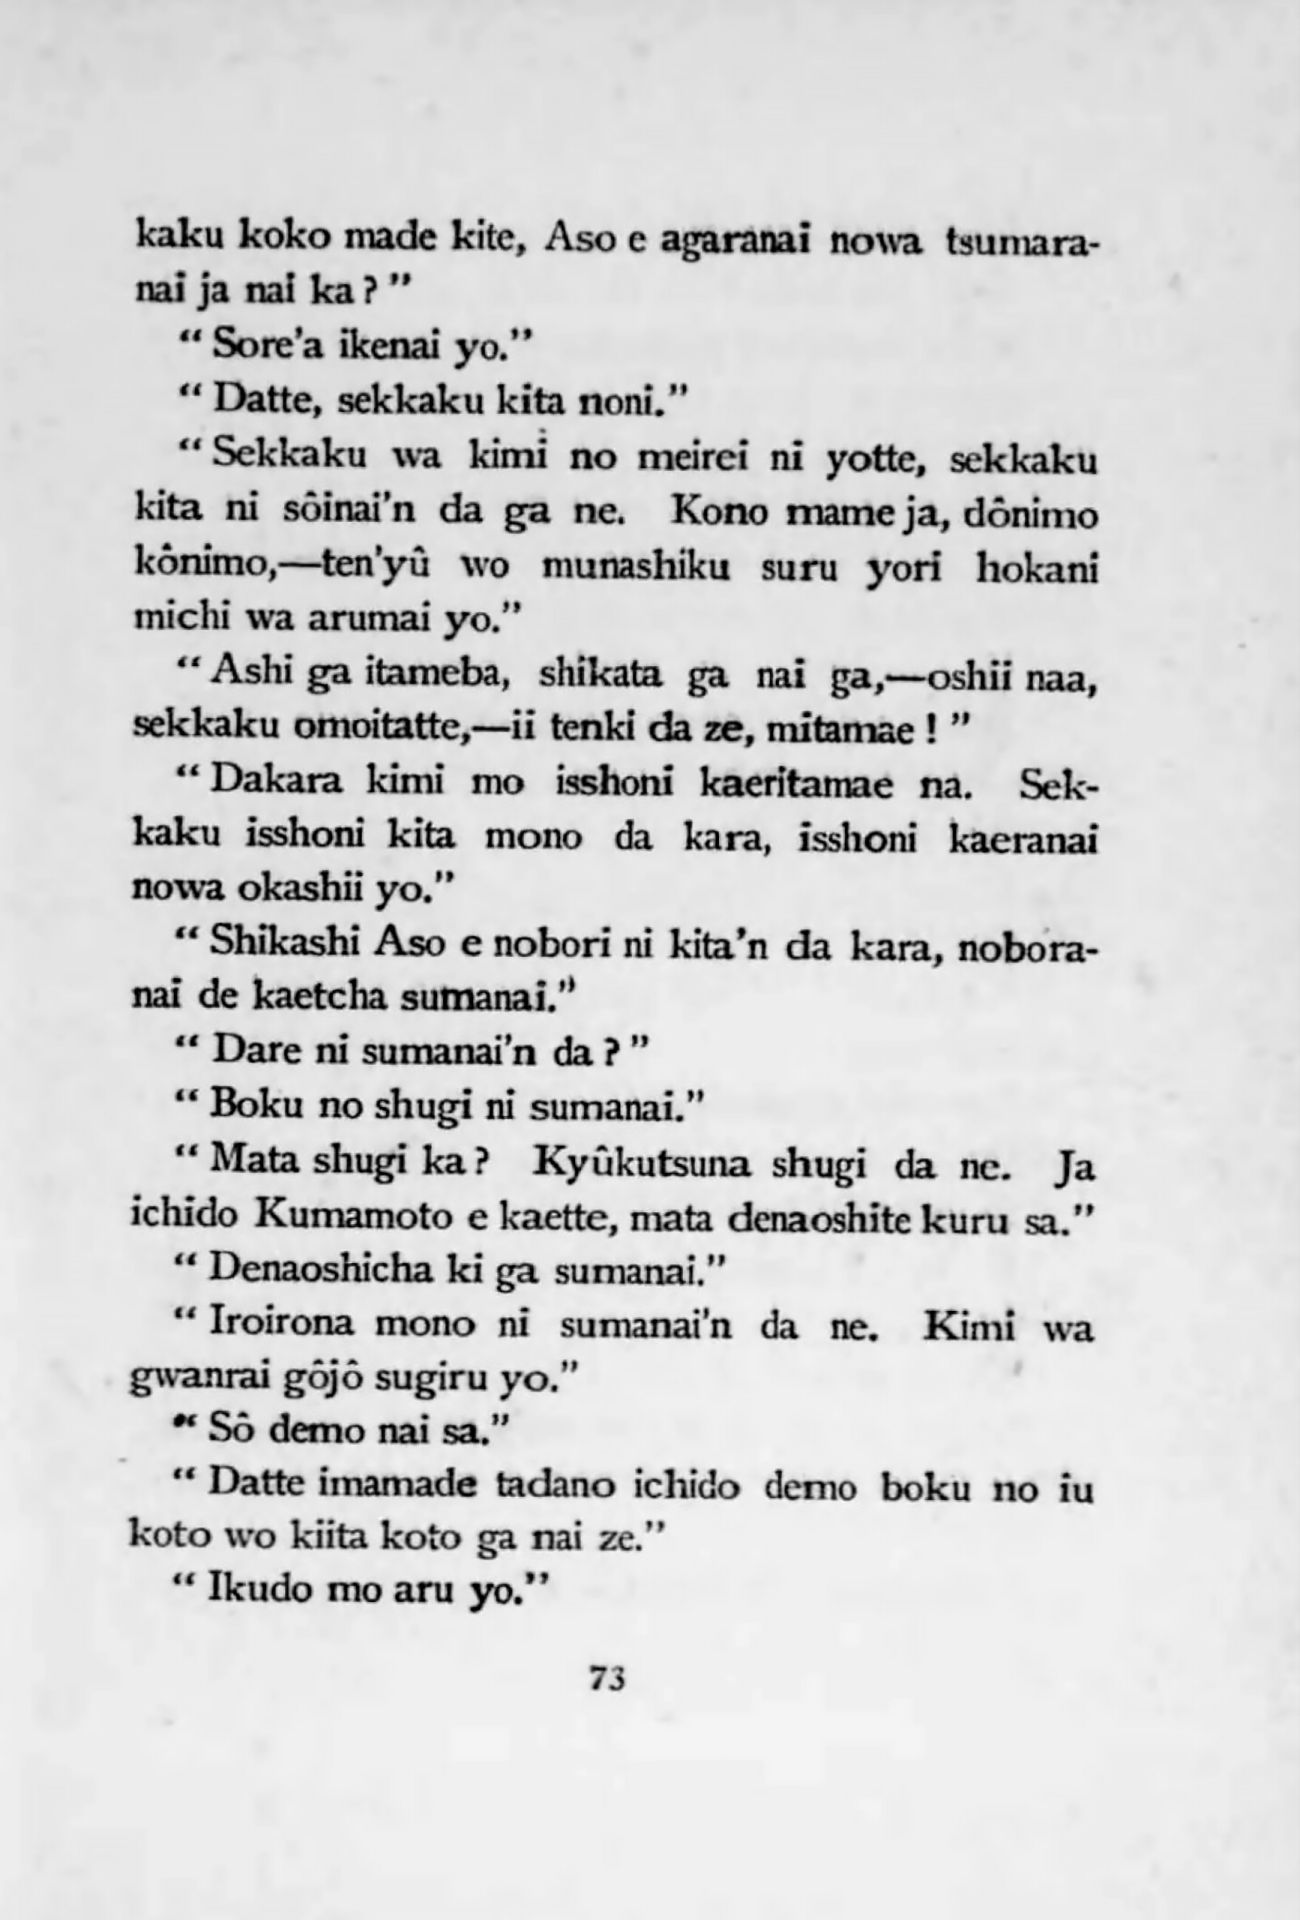 kaku koko made kite, Aso e agaranai nowa tsumara-
nai ja nai ka?”
“Sore’a ikenai yo.”
“Datte, sekkaku kita noni.”
“Sekkaku wa kimi no meirei ni yotte, sekkaku
kita ni sôinai’n da ga ne. Kono mame ja, dônimo
kônimo,—ten’yû wo munashiku suru yori hokani
michi wa arumai yo.”
“Ashi ga itameba, shikata ga nai ga,—oshii naa,
sekkaku omoitatte,—ii tenki da ze, mitamae!”
“Dakara kimi mo isshoni kaeritamae na. Sek-
kaku isshoni kita mono da kara, isshoni kaeranai
nowa okashii yo.”
“Shikashi Aso e nobori ni kita’n da kara, nobora-
nai de kaetcha sumanai.”
“Dare ni sumanai’n da?”
“Boku no shugi ni sumanai.”
“Mata shugi ka? Kyûkutsuna shugi da ne. Ja
ichido Kumamoto e kaette, mata denaoshite kuru sa.”
“Denaoshicha ki ga sumanai.”
“Iroirona mono ni sumanai’n da ne. Kimi wa
gwanrai gôjô sugiru yo.”
“Sô demo nai sa.”
“Datte imamade tadano ichido demo boku no iu
koto wo kiita koto ga nai ze.”
“Ikudo mo aru yo.”
73